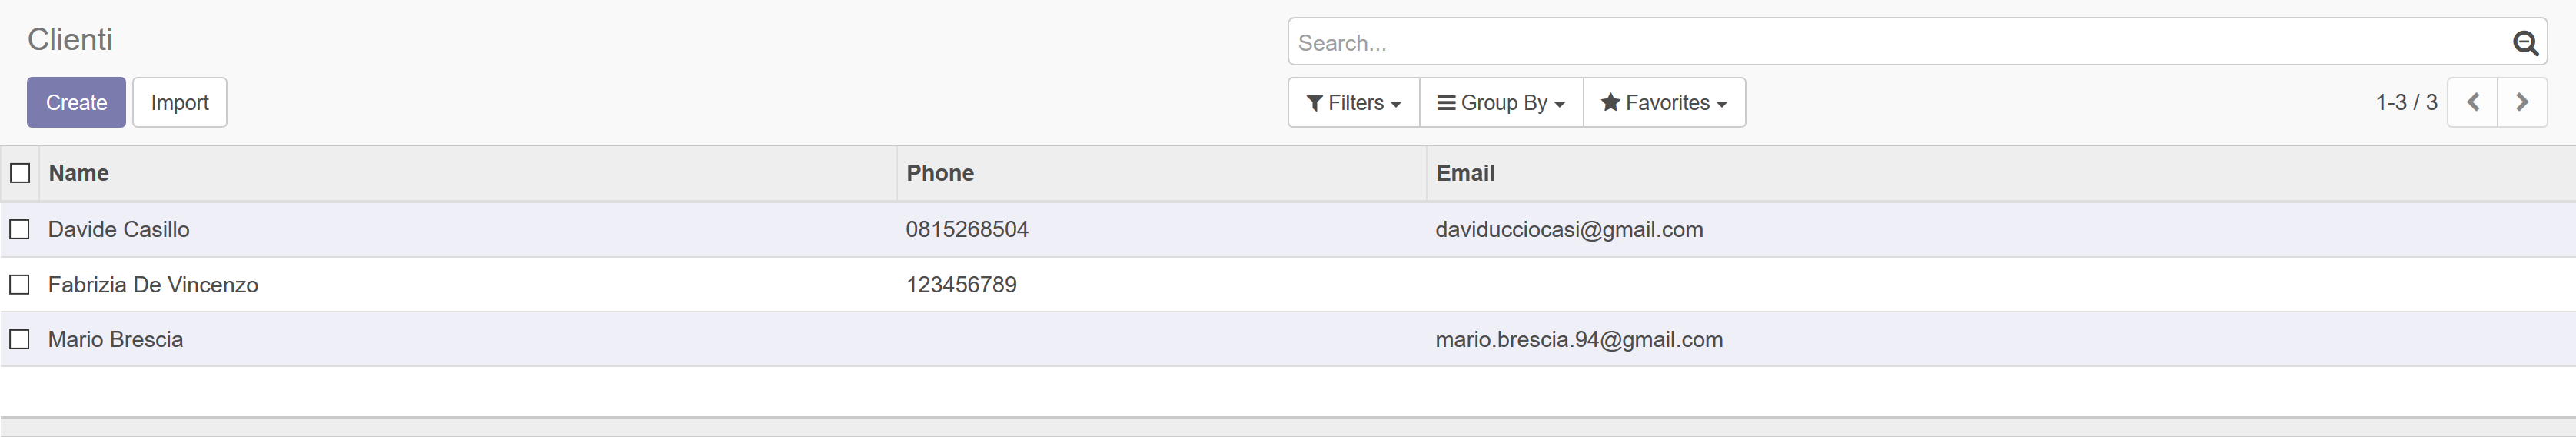 Clienti
Search...
Create Import
Filters Group By Favorites
1-3 / 3
Name Phone Email
Davide Casillo 0815268504 daviducciocasi@gmail.com
Fabrizia De Vincenzo 123456789
Mario Brescia mario.brescia.94@gmail.com